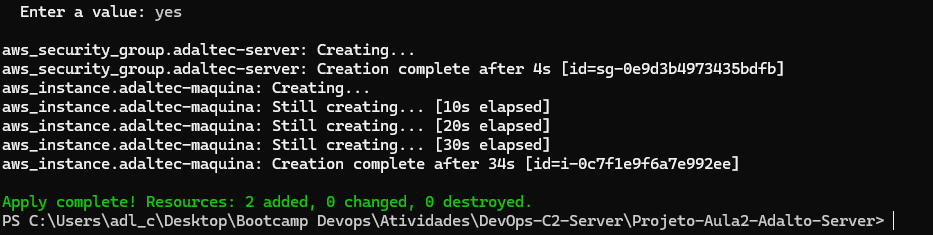 Enter a value: yes
aws_security_group.adaltec-server: Creating...
aws_security_group.adaltec-server: Creation complete after 4s [id=sg-0e9d3b4973435bdfb]
aws_instance.adaltec-maquina: Creating...
aws_instance.adaltec-maquina: Still creating... [10s elapsed]
aws_instance.adaltec-maquina: Still creating... [20s elapsed]
aws_instance.adaltec-maquina: Still creating... [30s elapsed]
aws_instance.adaltec-maquina: Creation complete after 34s [id=i-0c7f1e9f6a7e992ee]
Apply complete! Resources: 2 added, 0 changed, 0 destroyed.
PS C:\Users\adl_c\Desktop\Bootcamp Devops\Atividades\DevOps-C2-Server\Projeto-Aula2-Adalto-Server>